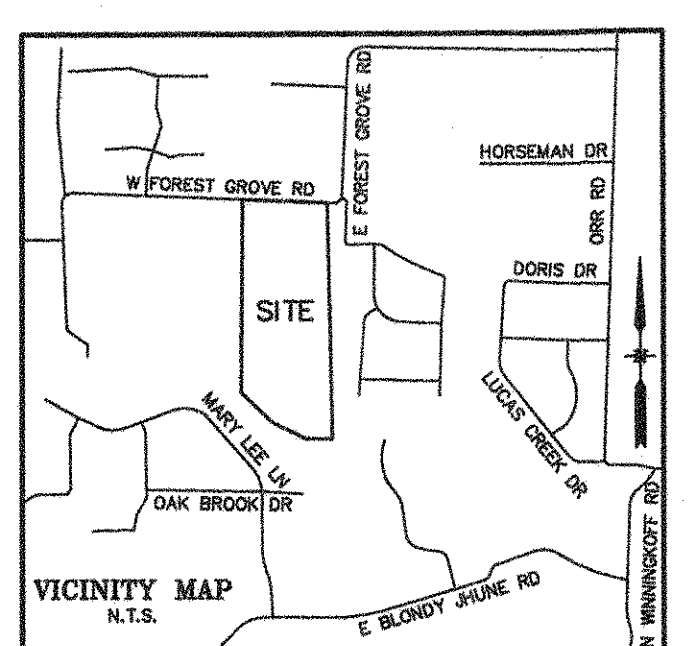 E FOREST GROVE RD
HORSEMAN DR
W FOREST GROVE RD
ORR RD
DORIS DR
SITE
MARY LEE LN
LUCAS CREEK DR
OAK BROOK DR
N WINNINGKOFF RD
VICINITY MAP
N.T.S.
E BLONDY JHUNE RD